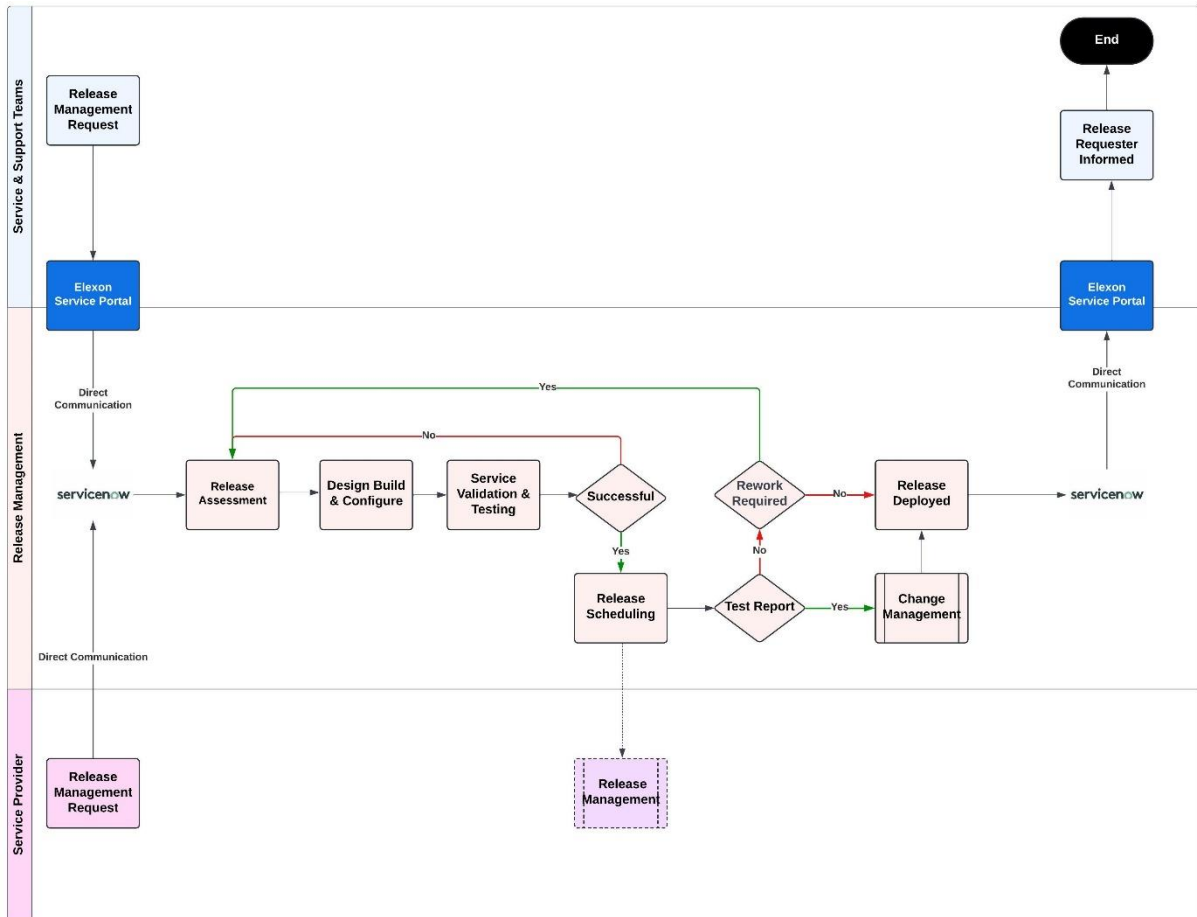 Service & Support Teams
Release
Management
Request
Elexon
Service Portal
End
Release
Requester
Informed
Elexon
Service Portal
Release Management
Direct
Communication
servicenow
Direct Communication
Release
Assessment
Design Build
& Configure
Service
Validation &
Testing
Successful
No
Yes
Yes
Release
Scheduling
Test Report
No
Yes
Rework
Required
No
Change
Management
Release
Deployed
servicenow
Direct
Communication
Service Provider
Release
Management
Request
Release
Management